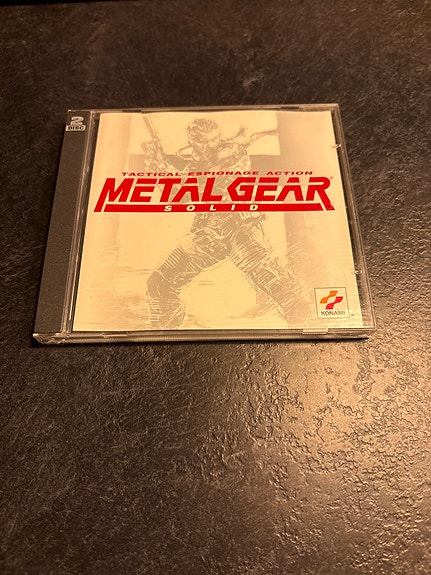 2
DISC
TACTICAL ESPIONAGE ACTION
METAL GEAR
SOLID
KONAMI